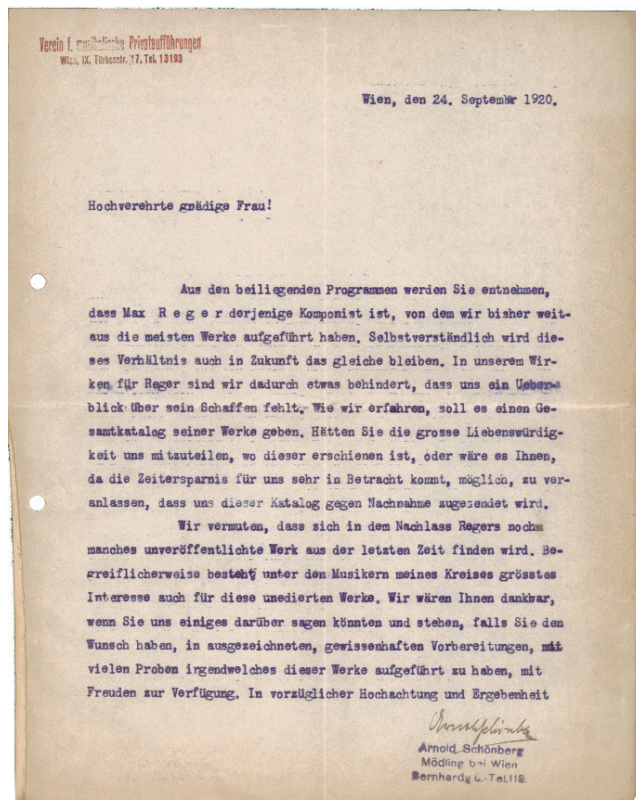 Verein f. musikalische Privataufführungen
Wien, IX. Türkenstr. 17, Tel. 13193
Wien, den 24. September 1920.
Hochverehrte gnädige Frau!
Aus den beiliegenden Programmen werden Sie entnehmen,
dass Max R e g e r derjenige Komponist ist, von dem wir bisher weit-
aus die meisten Werke aufgeführt haben. Selbstverständlich wird die-
ses Verhältnis auch in Zukunft das gleiche bleiben. In unserem Wir-
ken für Reger sind wir dadurch etwas behindert, dass uns ein Ueber-
blick über sein Schaffen fehlt. Wie wir erfahren, soll es einen Ge-
samtkatalog seiner Werke geben. Hätten Sie die grosse Liebenswürdig-
keit uns mitzuteilen, wo dieser erschienen ist, oder wäre es Ihnen,
da die Zeitersparnis für uns sehr in Betracht kommt, möglich, zu ver-
anlassen, dass uns dieser Katalog gegen Nachnahme zugesendet wird.
Wir vermuten, dass sich in dem Nachlass Regers noch
manches unveröffentlichte Werk aus der letzten Zeit finden wird. Be-
greiflicherweise besteht, unter den Musikern meines Kreises grösstes
Interesse auch für diese unedierten Werke. Wir wären Ihnen dankbar,
wenn Sie uns einiges darüber sagen könnten und stehen, falls Sie den
Wunsch haben, in ausgezeichneten, gewissenhaften Vorbereitungen, mit
vielen Proben irgendwelches dieser Werke aufgeführt zu haben, mit
Freuden zur Verfügung. In vorzüglicher Hochachtung und Ergebenheit
Arnold Schönberg
Arnold Schönberg
Mödling bei Wien
Bernhardg 6.-Tel.118.